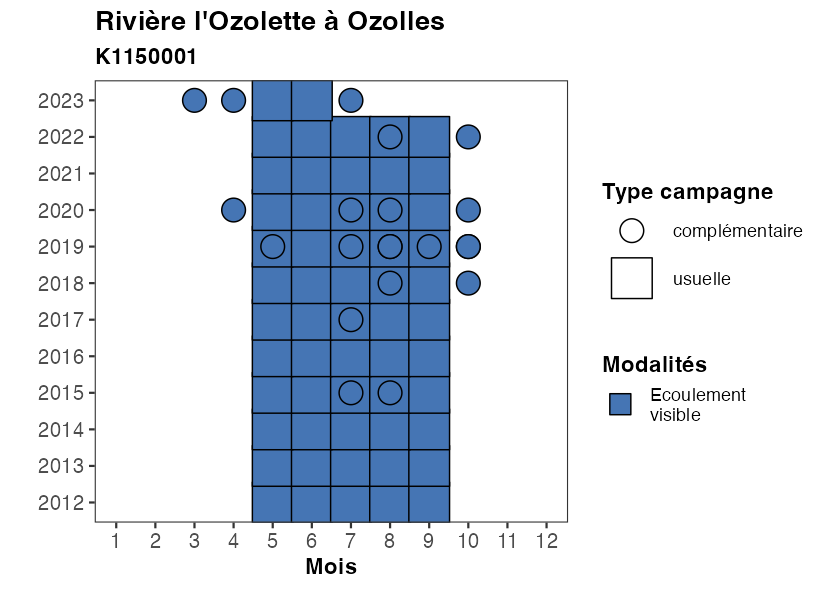 Rivière l'Ozolette à Ozolles
K1150001
2023
2022
2021
2020
2019
2018
2017
2016
2015
2014
2013
2012
1 2 3 4 5 6 7 8 9 10 11 12
Mois
Type campagne
complémentaire
usuelle
Modalités
Ecoulement
visible